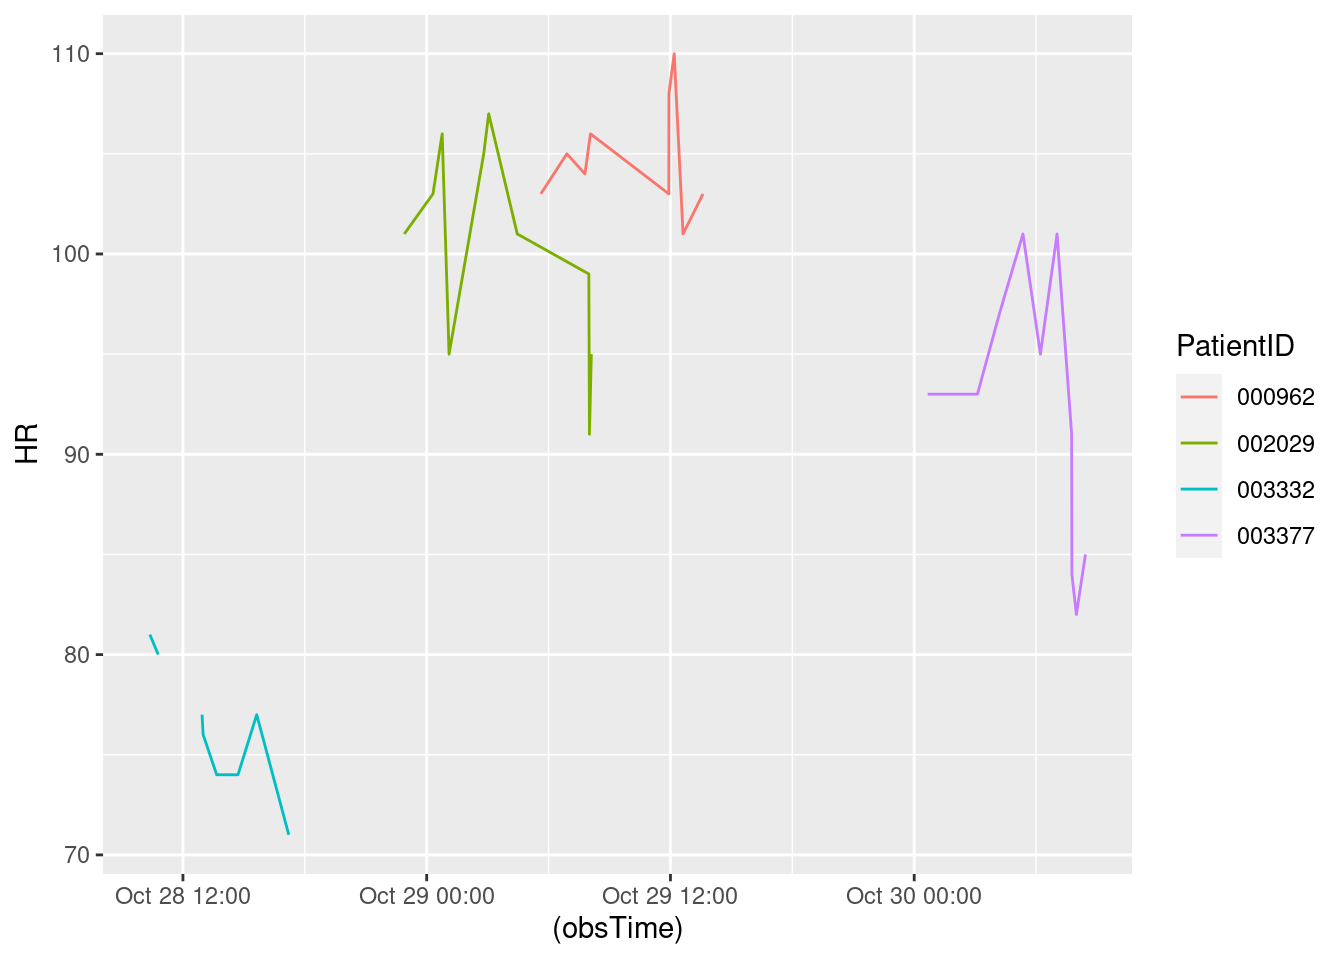 110
100
90
80
70
HR
Oct 28 12:00
Oct 29 00:00
Oct 29 12:00
Oct 30 00:00
(obsTime)
PatientID
000962
002029
003332
003377